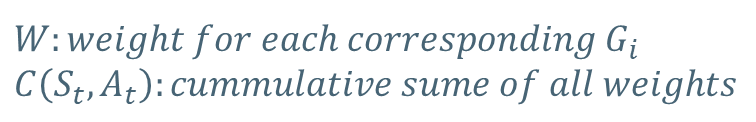 W: weight for each corresponding G_i
C(S_t, A_t): cummulative sume of all weights